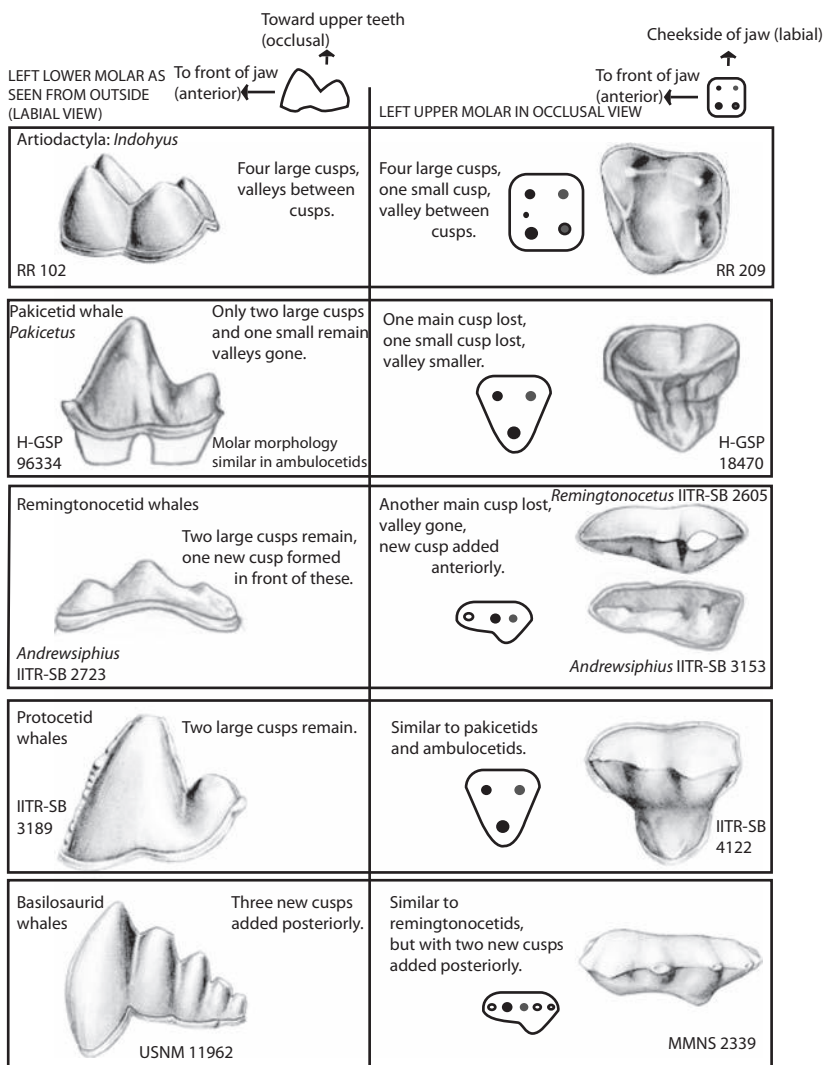 Toward upper teeth
(occlusal)
Cheekside of jaw (labial)
LEFT LOWER MOLAR AS
SEEN FROM OUTSIDE
(LABIAL VIEW)
To front of jaw
(anterior)
To front of jaw
(anterior)
LEFT UPPER MOLAR IN OCCLUSAL VIEW
Artiodactyla: Indohyus
Four large cusps,
valleys between
cusps.
RR 102
Four large cusps,
one small cusp,
valley between
cusps.
RR 209
Pakicetid whale
Pakicetus
Only two large cusps
and one small remain
valleys gone.
H-GSP
96334
Molar morphology
similar in ambulocetids
One main cusp lost,
one small cusp lost,
valley smaller.
H-GSP
18470
Remingtonocetid whales
Two large cusps remain,
one new cusp formed
in front of these.
Andrewsiphius
IITR-SB 2723
Another main cusp lost,
valley gone,
new cusp added
anteriorly.
Remingtonocetus IITR-SB 2605
Andrewsiphius IITR-SB 3153
Protocetid
whales
Two large cusps remain.
IITR-SB
3189
Similar to pakicetids
and ambulocetids.
IITR-SB
4122
Basilosaurid
whales
Three new cusps
added posteriorly.
USNM 11962
Similar to
remingtonocetids,
but with two new cusps
added posteriorly.
MMNS 2339